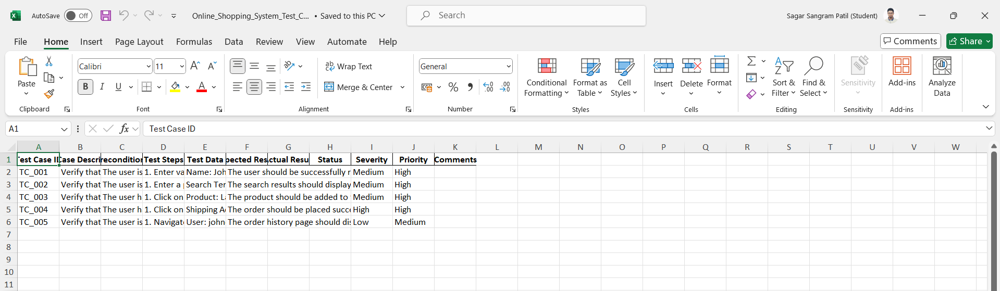 AutoSave Off Online_Shopping_System_Test_C... • Saved to this PC Search Sagar Sangram Patil (Student)
File Home Insert Page Layout Formulas Data Review View Automate Help Comments Share
Paste Calibri 11 A A B I U A ab Wrap Text Merge & Center General % Conditional Formatting Format as Table Cell Styles Insert Delete Format Sort & Filter Find & Select Sensitivity Add-ins Analyze Data
Clipboard Font Alignment Number Styles Cells Editing Sensitivity Add-ins
A1 fx Test Case ID
A B C D E F G H I J K L M N O P Q R S T U V W
1 est Case I Case Descri recondition Test Steps Test Data pected Res ctual Resu Status Severity Priority Comments
2 TC_001 Verify that The user is 1. Enter va Name: Joh The user should be successfully r Medium High
3 TC_002 Verify that The user is 1. Enter a Search Ter The search results should display Medium High
4 TC_003 Verify that The user h 1. Click on Product: L The product should be added to Medium High
5 TC_004 Verify that The user h 1. Click on Shipping A The order should be placed succe High High
6 TC_005 Verify that The user is 1. Navigat User: john The order history page should di Low Medium
7
8
9
10
11